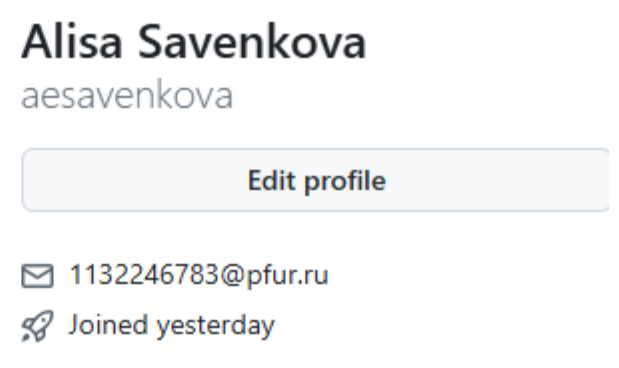 Alisa Savenkova
aesavenkova
Edit profile
1132246783@pfur.ru
Joined yesterday